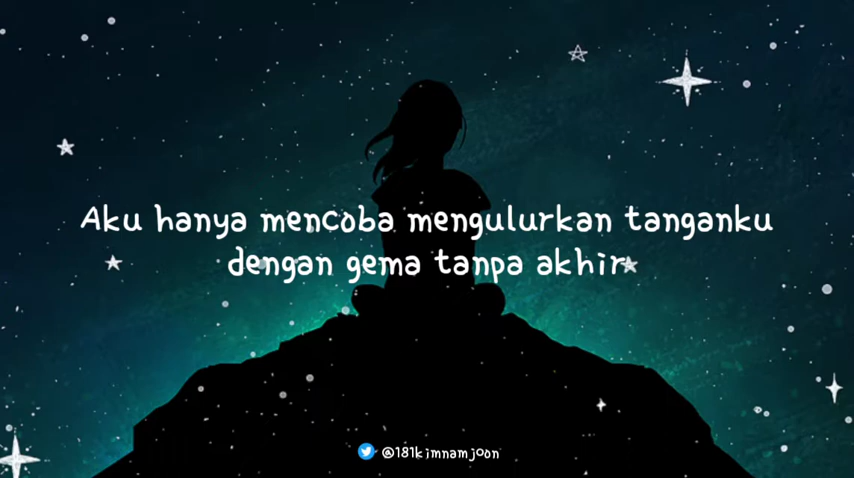 Aku hanya mencoba mengulurkan tanganku
dengan gema tanpa akhir
@181kimnamjoon